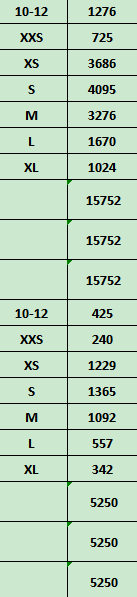 10-12 1276
XXS 725
XS 3686
S 4095
M 3276
L 1670
XL 1024
15752
15752
15752
10-12 425
XXS 240
XS 1229
S 1365
M 1092
L 557
XL 342
5250
5250
5250